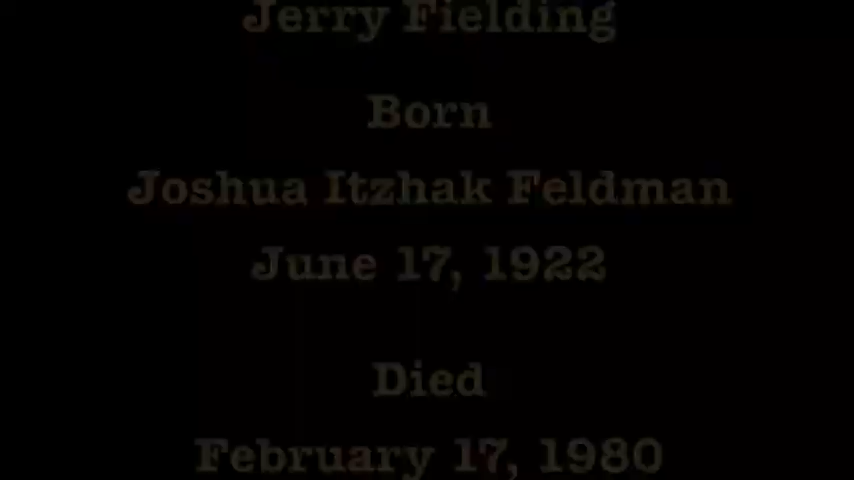 Jerry Fielding
Born
Joshua Itzhak Feldman
June 17, 1922
Died
February 17, 1980